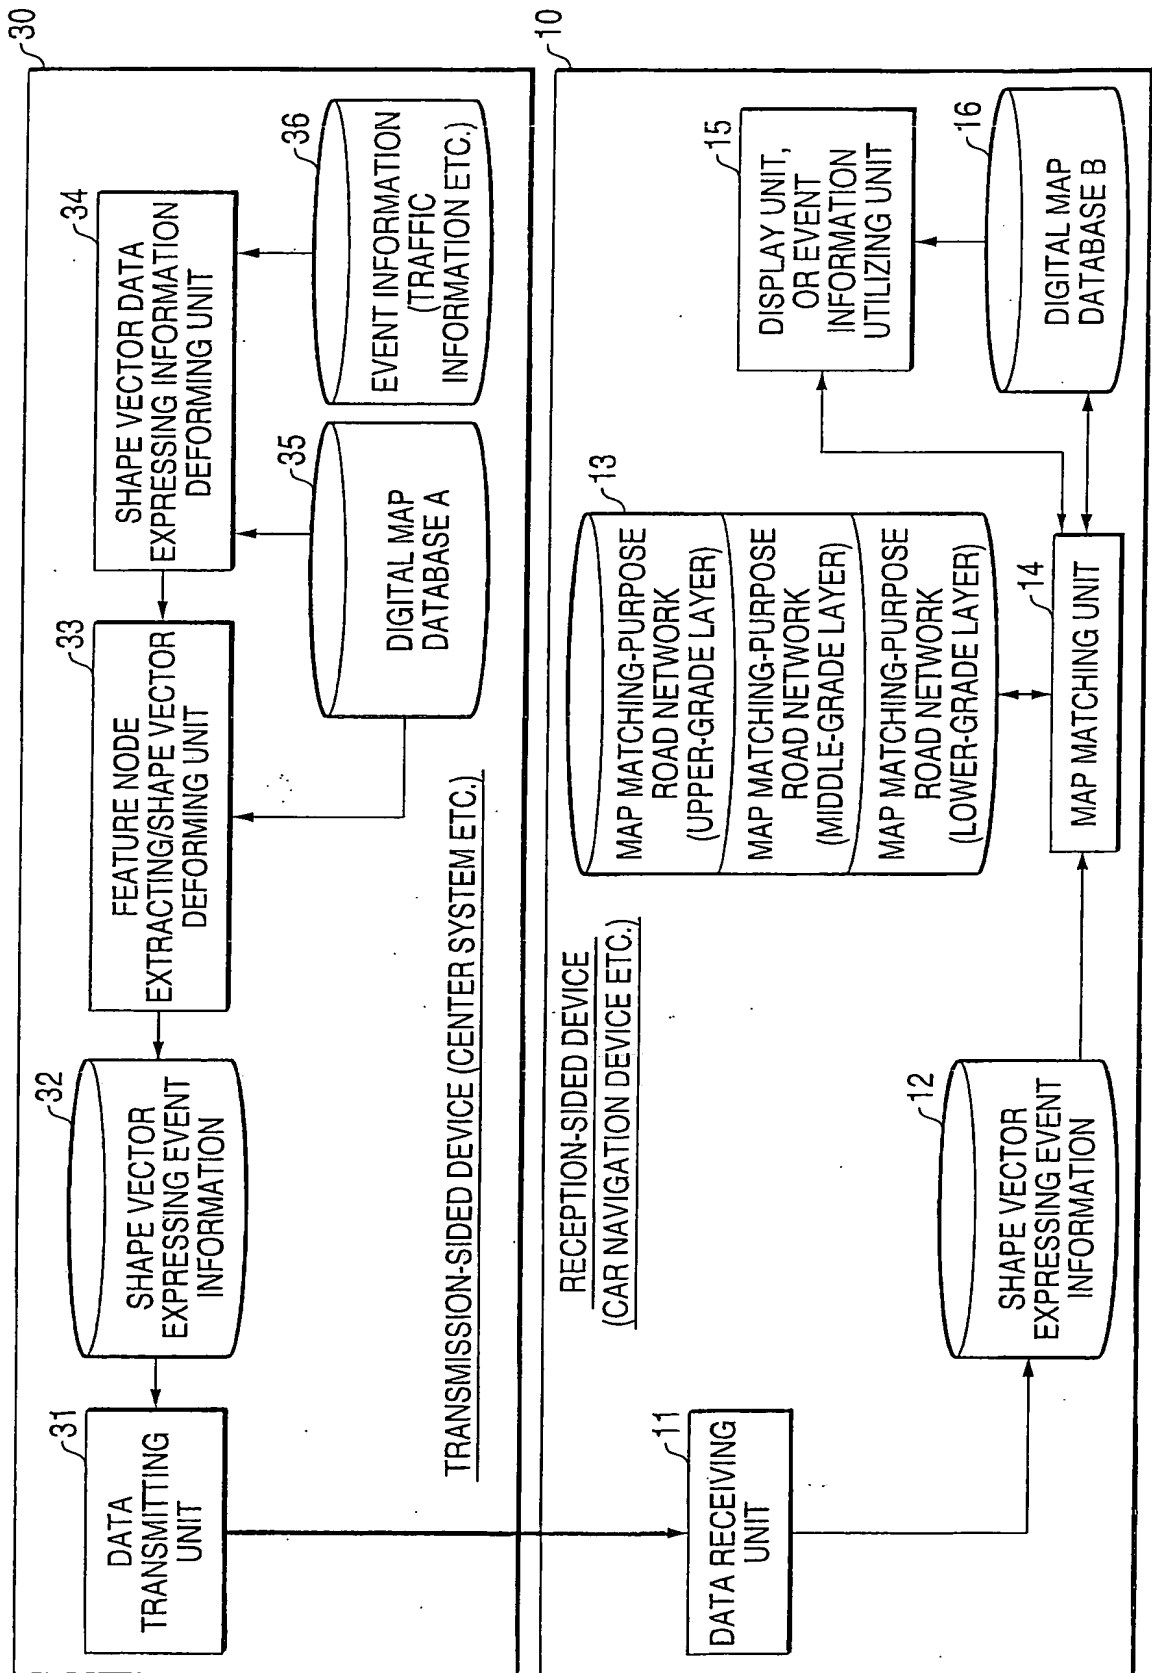 30
34
SHAPE VECTOR DATA
EXPRESSING INFORMATION
DEFORMING UNIT
36
EVENT INFORMATION
(TRAFFIC
INFORMATION ETC.)
33
FEATURE NODE
EXTRACTING/SHAPE VECTOR
DEFORMING UNIT
35
DIGITAL MAP
DATABASE A
32
SHAPE VECTOR
EXPRESSING EVENT
INFORMATION
31
DATA
TRANSMITTING
UNIT
TRANSMISSION-SIDED DEVICE (CENTER SYSTEM ETC.)
10
RECEPTION-SIDED DEVICE
(CAR NAVIGATION DEVICE ETC.)
11
DATA RECEIVING
UNIT
12
SHAPE VECTOR
EXPRESSING EVENT
INFORMATION
13
MAP MATCHING-PURPOSE
ROAD NETWORK
(UPPER-GRADE LAYER)
MAP MATCHING-PURPOSE
ROAD NETWORK
(MIDDLE-GRADE LAYER)
MAP MATCHING-PURPOSE
ROAD NETWORK
(LOWER-GRADE LAYER)
14
MAP MATCHING UNIT
15
DISPLAY UNIT,
OR EVENT
INFORMATION
UTILIZING UNIT
16
DIGITAL MAP
DATABASE B